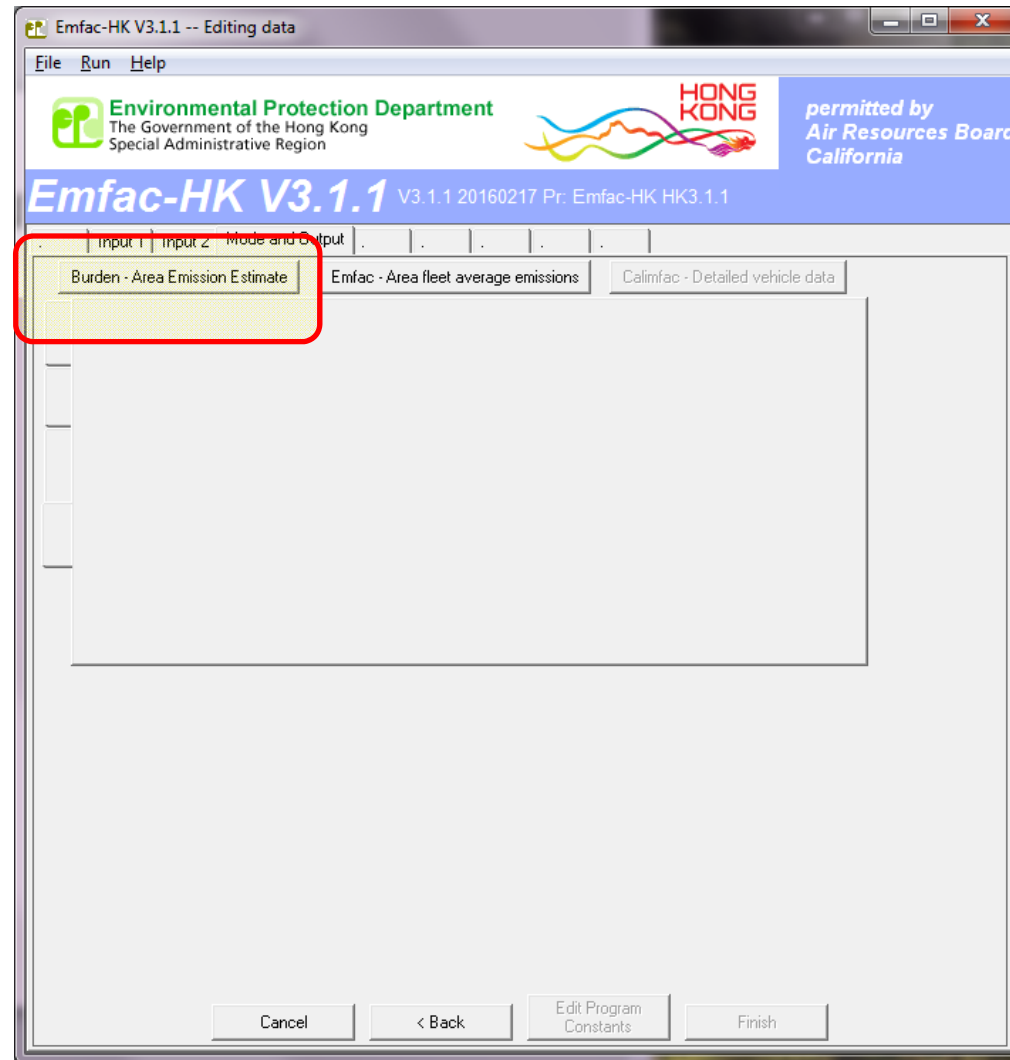 Emfac-HK V3.1.1 -- Editing data
File Run Help
Environmental Protection Department
The Government of the Hong Kong
Special Administrative Region
HONG
KONG
permitted by
Air Resources Board
California
Emfac-HK V3.1.1 V3.1.1 20160217 Pr: Emfac-HK HK3.1.1
. Input 1 Input 2 Mode and Output . . . . .
Burden - Area Emission Estimate Emfac - Area fleet average emissions Calimfac - Detailed vehicle data
Cancel < Back Edit Program
Constants Finish